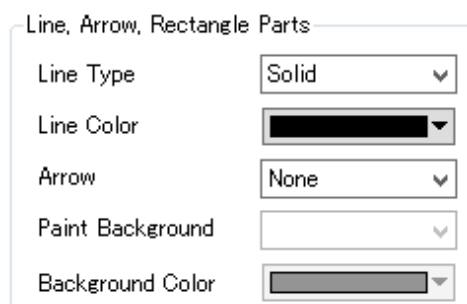 Line, Arrow, Rectangle Parts
Line Type Solid
Line Color
Arrow None
Paint Background
Background Color